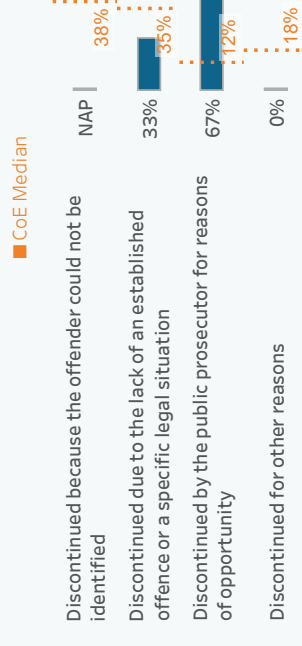 CoE Median
Discontinued because the offender could not be
identified
NAP
38%
Discontinued due to the lack of an established
offence or a specific legal situation
33%
35%
Discontinued by the public prosecutor for reasons
of opportunity
67%
12%
Discontinued for other reasons
0%
18%